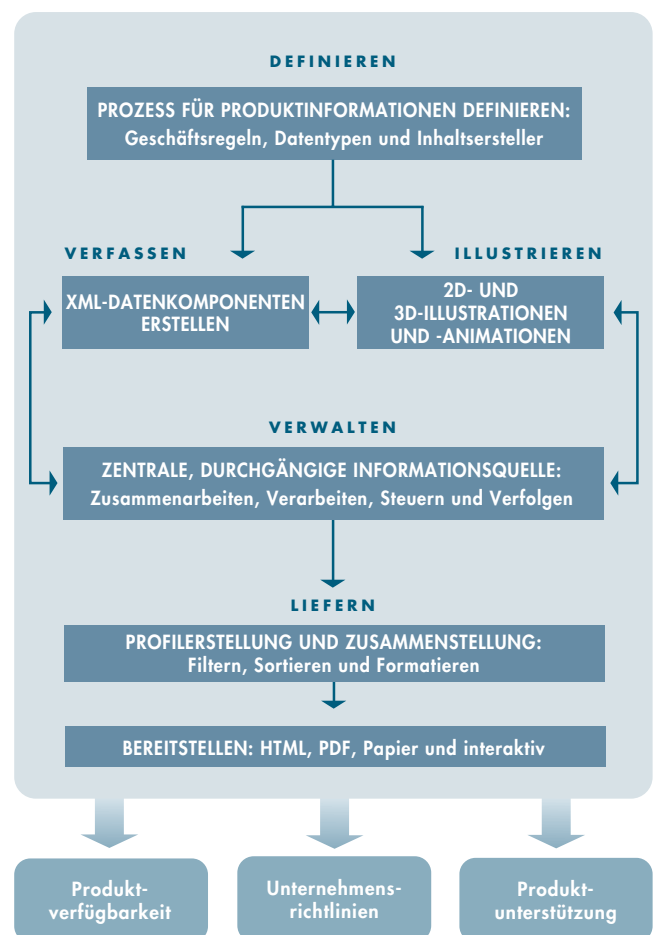 DEFINIEREN
PROZESS FÜR PRODUKTINFORMATIONEN DEFINIEREN:
Geschäftsregeln, Datentypen und Inhaltsersteller
VERFASSEN
ILLUSTRIEREN
XML-DATENKOMPONENTEN
ERSTELLEN
2D- UND
3D-ILLUSTRATIONEN
UND -ANIMATIONEN
VERWALTEN
ZENTRALE, DURCHGÄNGIGE INFORMATIONSQUELLE:
Zusammenarbeiten, Verarbeiten, Steuern und Verfolgen
LIEFERN
PROFILERSTELLUNG UND ZUSAMMENSTELLUNG:
Filtern, Sortieren und Formatieren
BEREITSTELLEN: HTML, PDF, Papier und interaktiv
Produkt-
verfügbarkeit
Unternehmens-
richtlinien
Produkt-
unterstützung